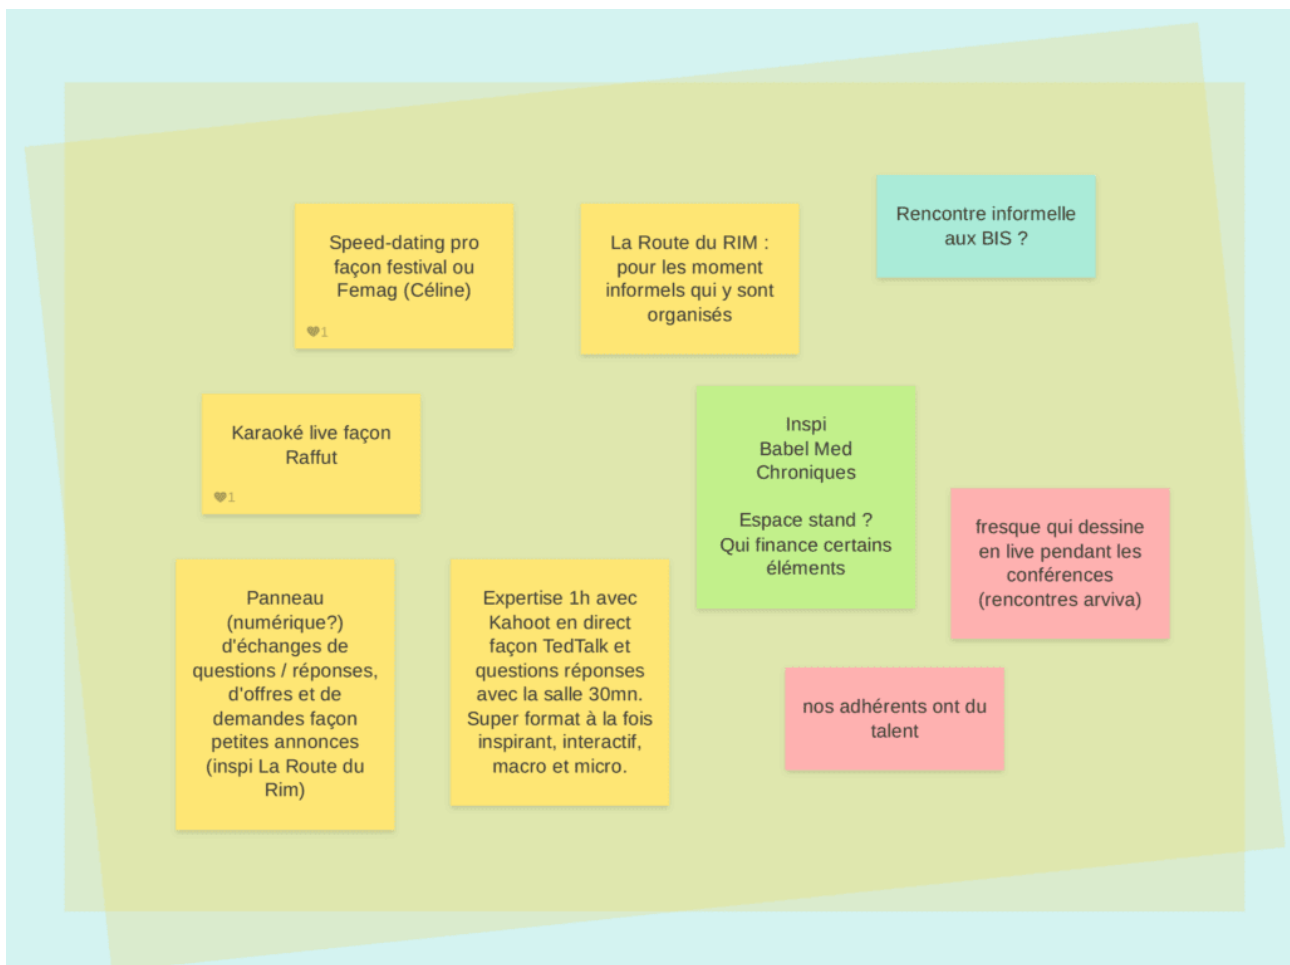 Speed-dating pro
façon festival ou
Femag (Céline)
1
La Route du RIM :
pour les moment
informels qui y sont
organisés
Rencontre informelle
aux BIS ?
Karaoké live façon
Raffut
1
Inspi
Babel Med
Chroniques
Espace stand ?
Qui finance certains
éléments
fresque qui dessine
en live pendant les
conférences
(rencontres arviva)
Panneau
(numérique?)
d'échanges de
questions / réponses,
d'offres et de
demandes façon
petites annonces
(inspi La Route du
Rim)
Expertise 1h avec
Kahoot en direct
façon TedTalk et
questions réponses
avec la salle 30mn.
Super format à la fois
inspirant, interactif,
macro et micro.
nos adhérents ont du
talent